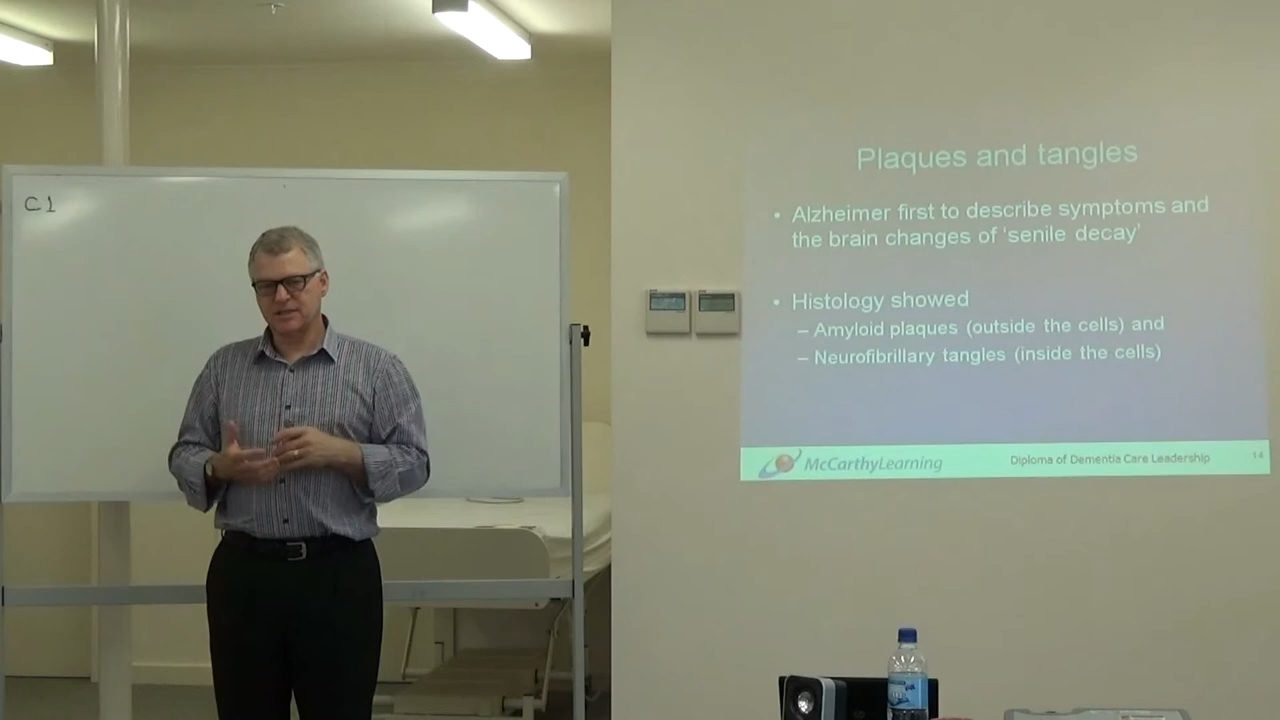 C1
Plaques and tangles
• Alzheimer first to describe symptoms and
the brain changes of 'senile decay'
• Histology showed
– Amyloid plaques (outside the cells) and
– Neurofibrillary tangles (inside the cells)
McCarthyLearning
Diploma of Dementia Care Leadership
14